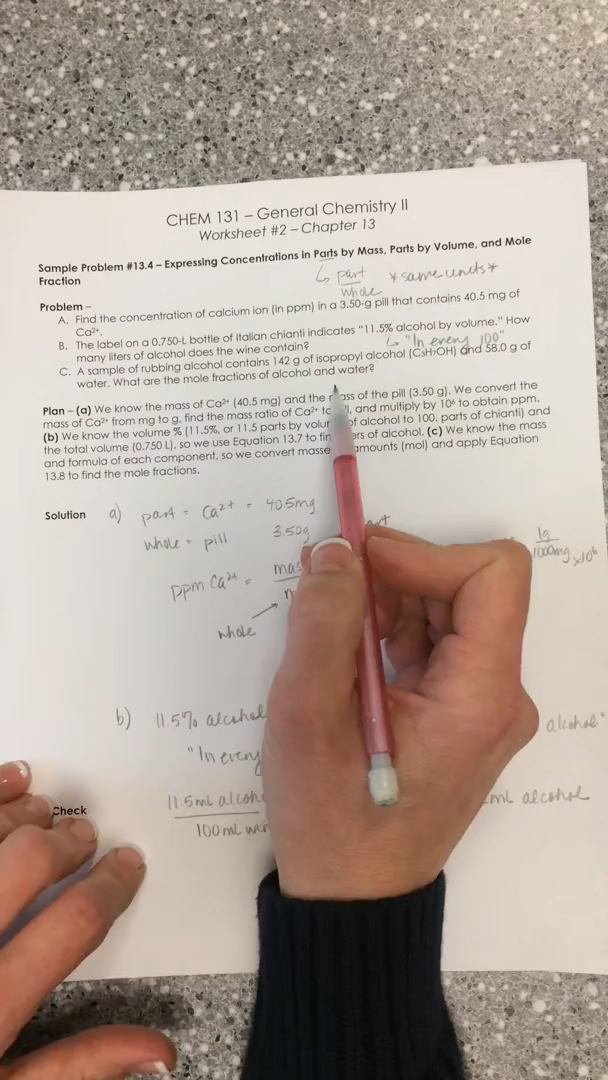 CHEM 131 – General Chemistry II
Worksheet #2 – Chapter 13
Sample Problem #13.4 – Expressing Concentrations in Parts by Mass, Parts by Volume, and Mole
Fraction
part *same units*
whole
Problem –
A. Find the concentration of calcium ion (in ppm) in a 3.50-g pill that contains 40.5 mg of
Ca²⁺.
B. The label on a 0.750-L bottle of Italian chianti indicates "11.5% alcohol by volume." How
many liters of alcohol does the wine contain?
"In every 100"
C. A sample of rubbing alcohol contains 142 g of isopropyl alcohol (C₃H₇OH) and 58.0 g of
water. What are the mole fractions of alcohol and water?
Plan – (a) We know the mass of Ca²⁺ (40.5 mg) and the mass of the pill (3.50 g). We convert the
mass of Ca²⁺ from mg to g, find the mass ratio of Ca²⁺ to and multiply by 10⁶ to obtain ppm.
(b) We know the volume % (11.5%, or 11.5 parts by of alcohol to 100. parts of chianti) and
the total volume (0.750 L), so we use Equation 13.7 to of alcohol. (c) We know the mass
and formula of each component, so we convert amounts (mol) and apply Equation
13.8 to find the mole fractions.
Solution a) part = Ca²⁺ = 40.5mg
whole = pill 3.50g
1g
1000mg x10⁶
ppm Ca²⁺ =
whole
b) 11.5% alcohol alcohol"
"In every
Check 11.5mL mL alcohol
100mL